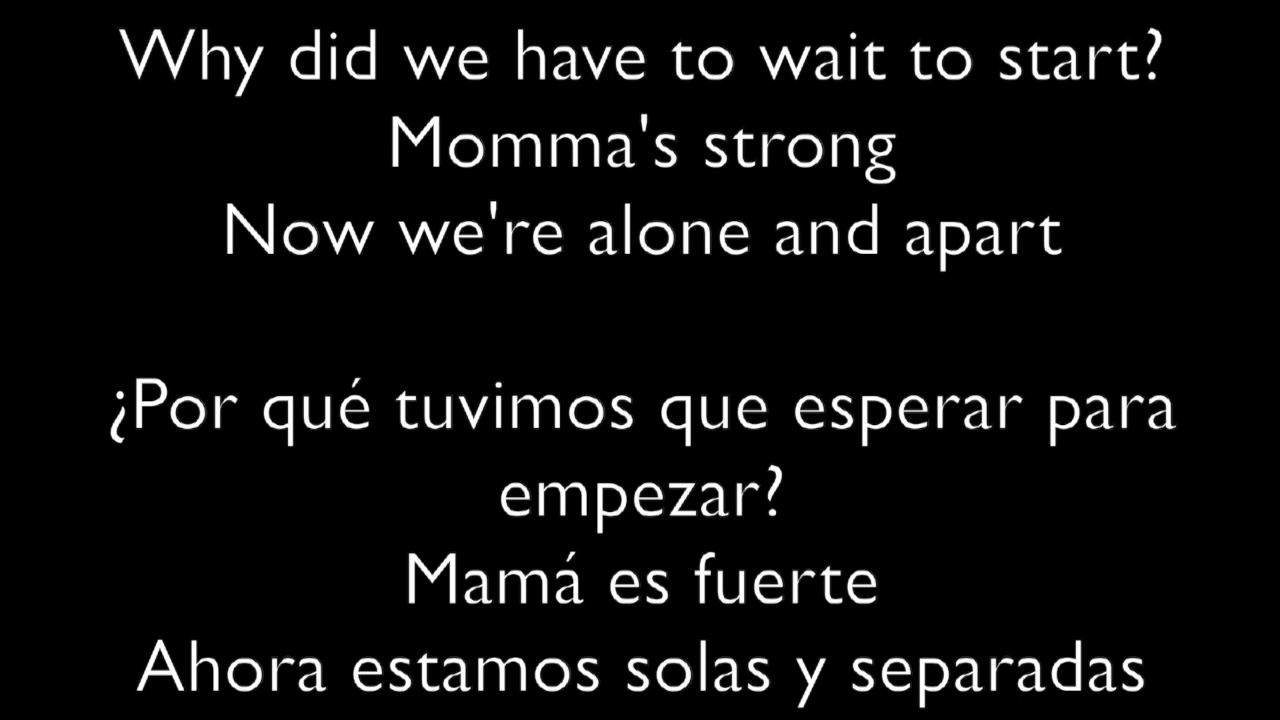 Why did we have to wait to start?
Momma's strong
Now we're alone and apart
¿Por qué tuvimos que esperar para
empezar?
Mamá es fuerte
Ahora estamos solas y separadas